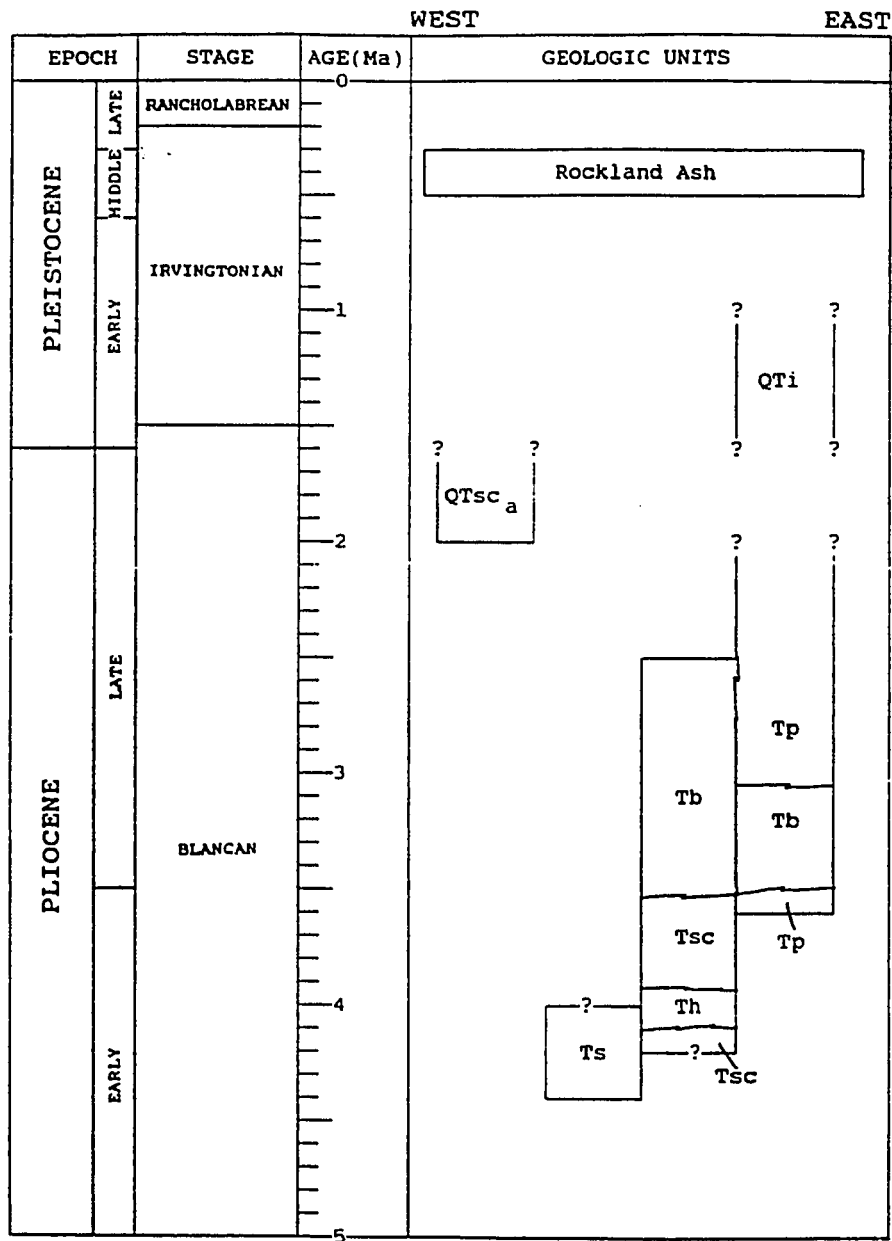 WEST EAST
EPOCH STAGE AGE(Ma) GEOLOGIC UNITS
0
LATE
RANCHOLABREAN
MIDDLE
Rockland Ash
PLEISTOCENE
IRVINGTONIAN
EARLY
1
? ?
QTi
? ?
? ?
QTsc a
2
? ?
LATE
Tp
3
Tb
Tb
PLIOCENE
BLANCAN
Tsc
Tp
4
?
Th
Ts
?
Tsc
EARLY
5